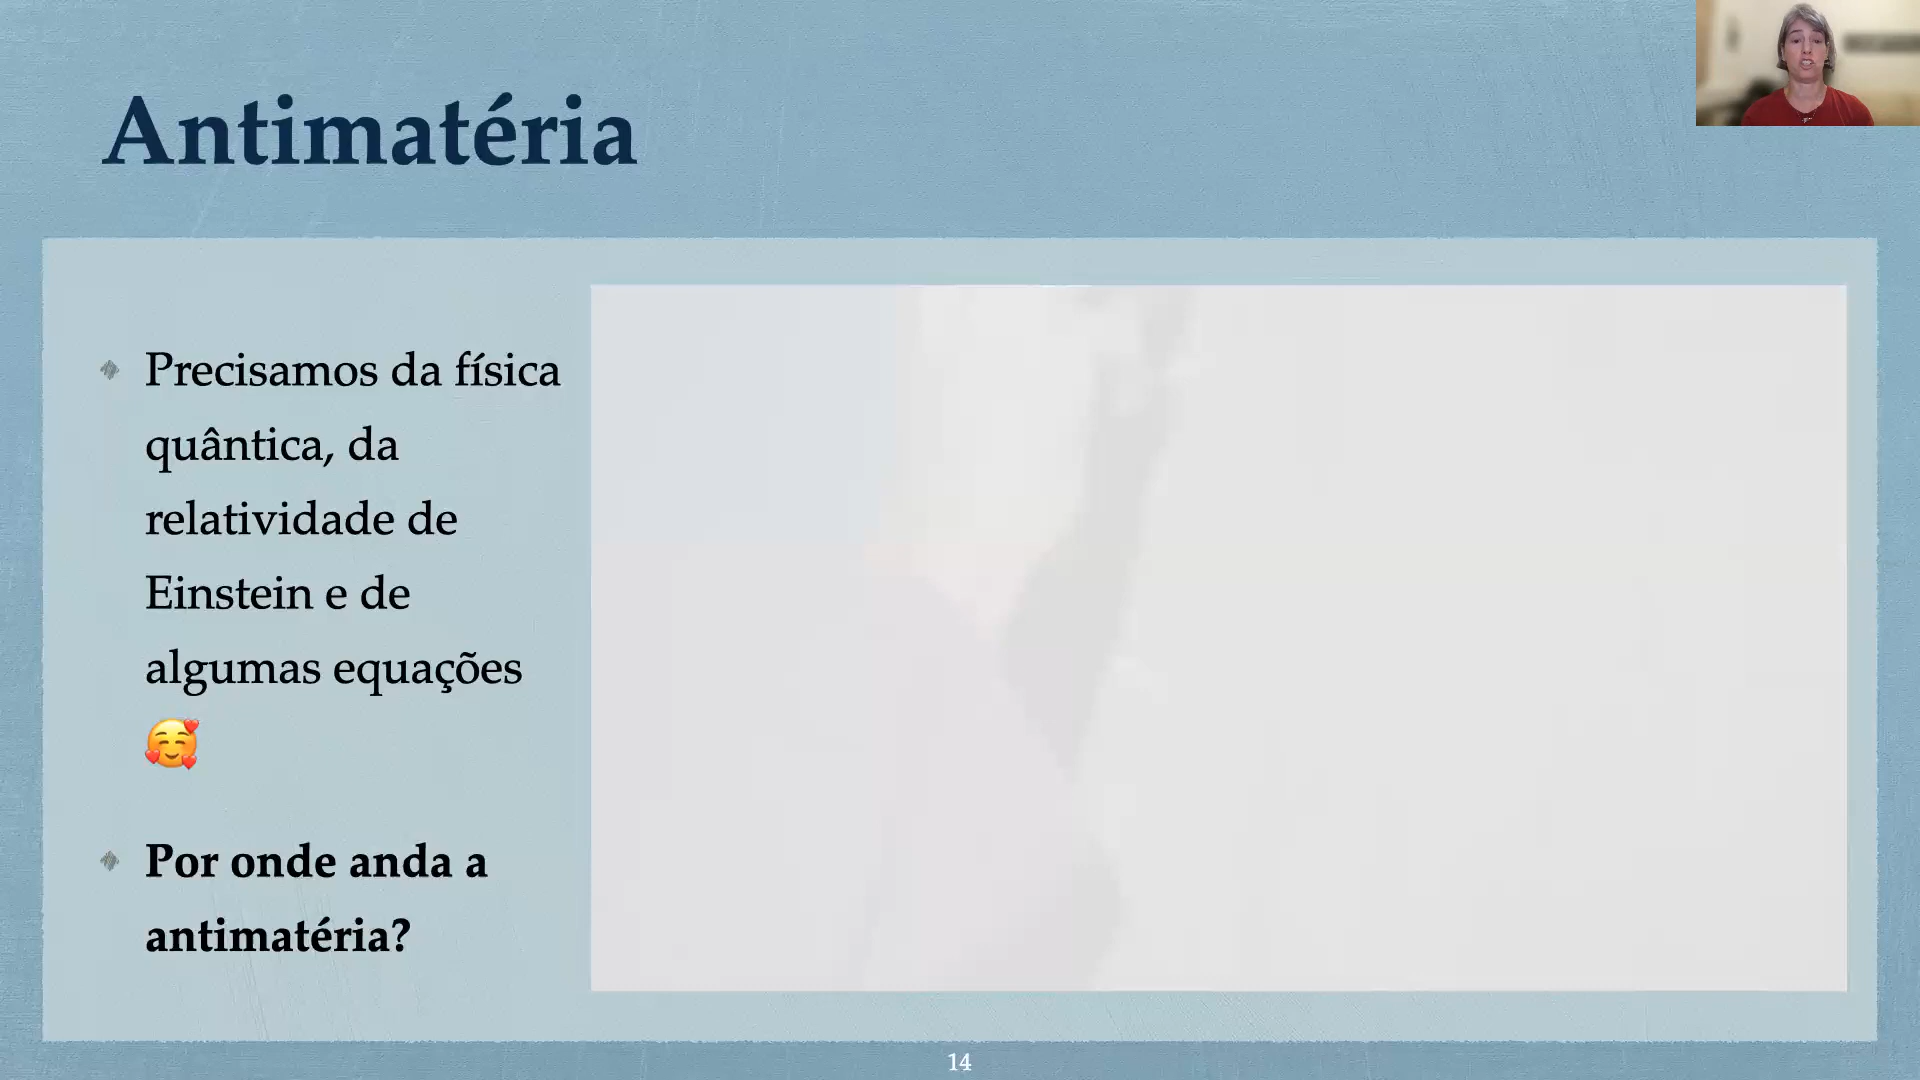 Antimatéria
Precisamos da física
quântica, da
relatividade de
Einstein e de
algumas equações
🥰
Por onde anda a
antimatéria?
14